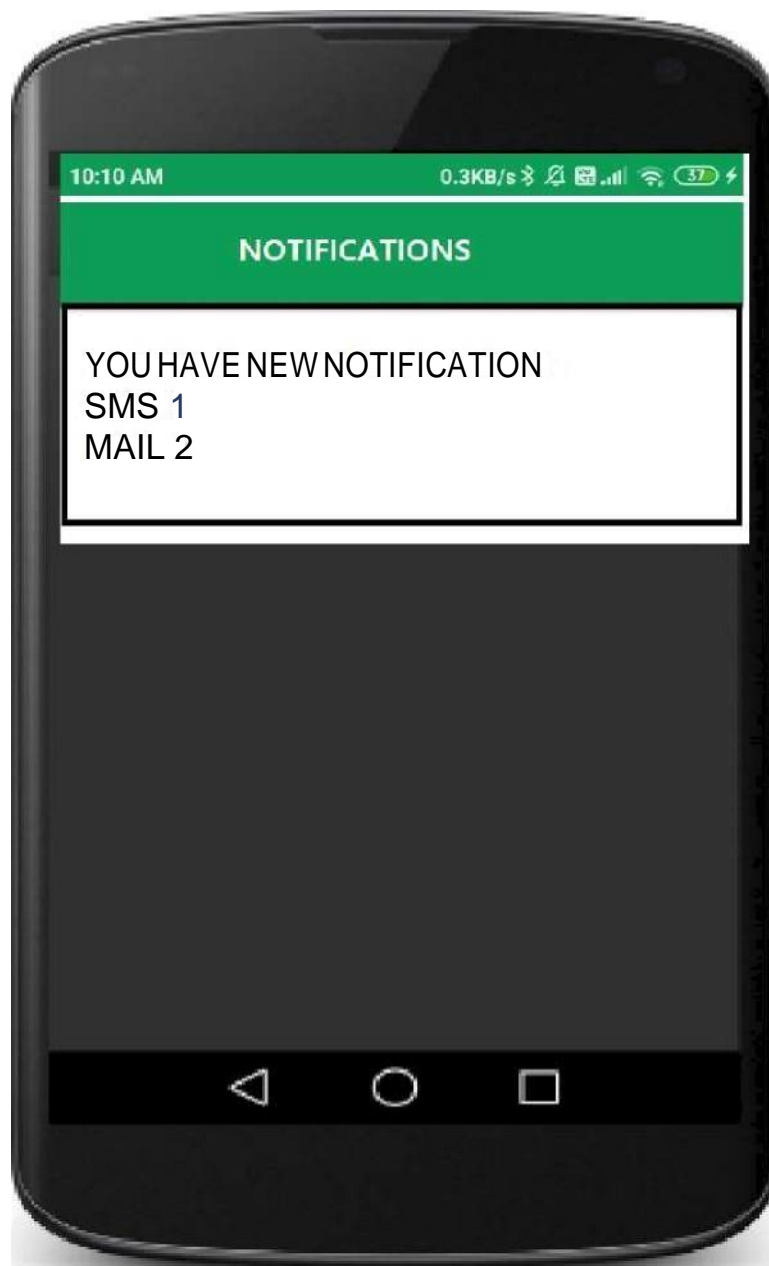 10:10 AM 0.3KB/s 37
NOTIFICATIONS
YOU HAVE NEW NOTIFICATION
SMS 1
MAIL 2